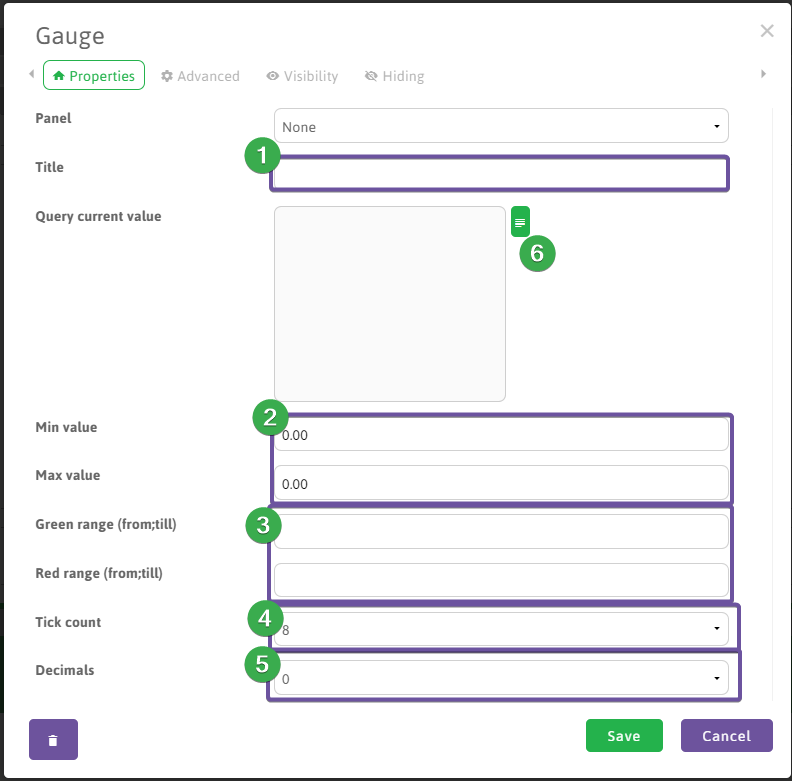 Gauge
Properties Advanced Visibility Hiding
Panel None
1
Title
Query current value
6
2
Min value 0.00
Max value 0.00
3
Green range (from;till)
Red range (from;till)
4
Tick count 8
5
Decimals 0
Save Cancel